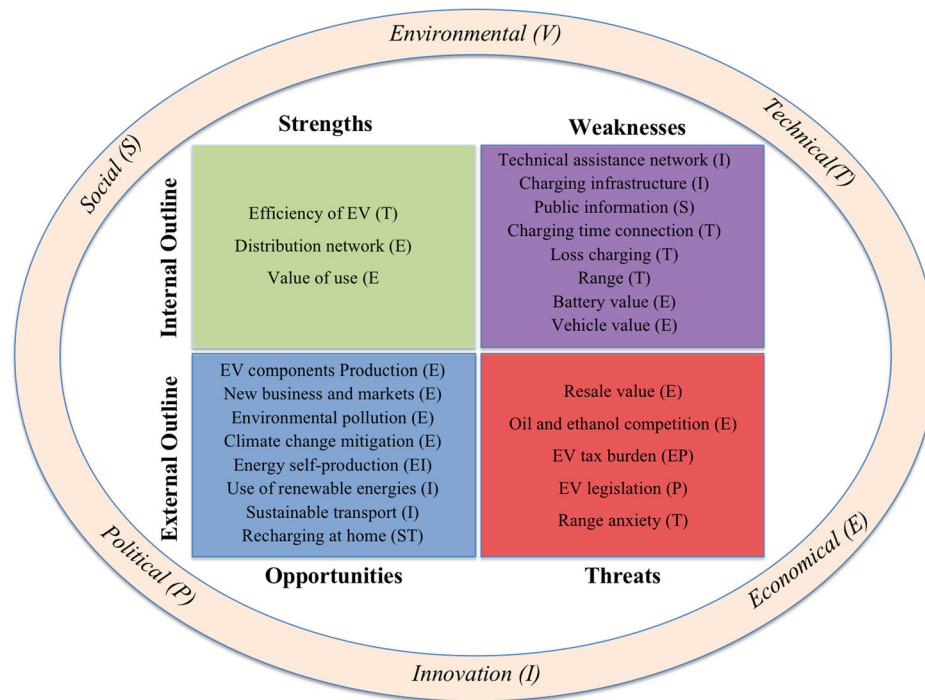 Environmental (V)
Technical(T)
Social (S)
Strengths
Weaknesses
Internal Outline
Efficiency of EV (T)
Distribution network (E)
Value of use (E
Technical assistance network (I)
Charging infrastructure (I)
Public information (S)
Charging time connection (T)
Loss charging (T)
Range (T)
Battery value (E)
Vehicle value (E)
External Outline
EV components Production (E)
New business and markets (E)
Environmental pollution (E)
Climate change mitigation (E)
Energy self-production (EI)
Use of renewable energies (I)
Sustainable transport (I)
Recharging at home (ST)
Resale value (E)
Oil and ethanol competition (E)
EV tax burden (EP)
EV legislation (P)
Range anxiety (T)
Opportunities
Threats
Political (P)
Economical (E)
Innovation (I)